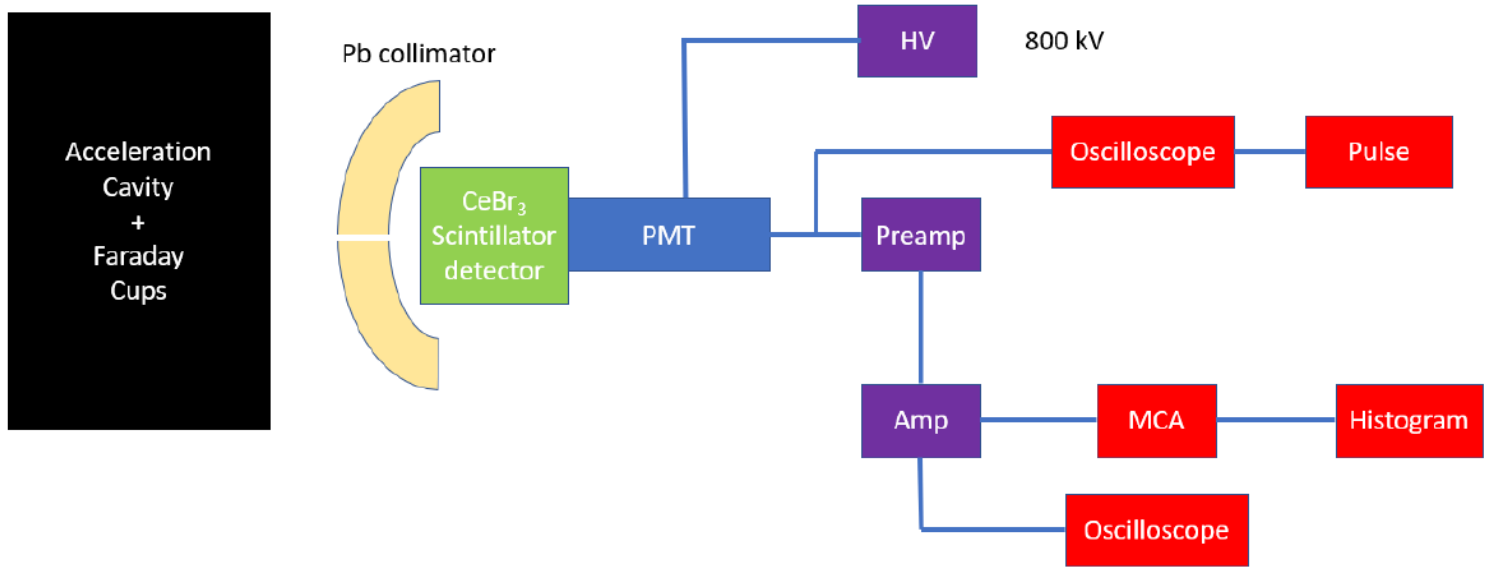 Acceleration
Cavity
+
Faraday
Cups
Pb collimator
CeBr₃
Scintillator
detector
PMT
HV
800 kV
Oscilloscope
Pulse
Preamp
Amp
MCA
Histogram
Oscilloscope